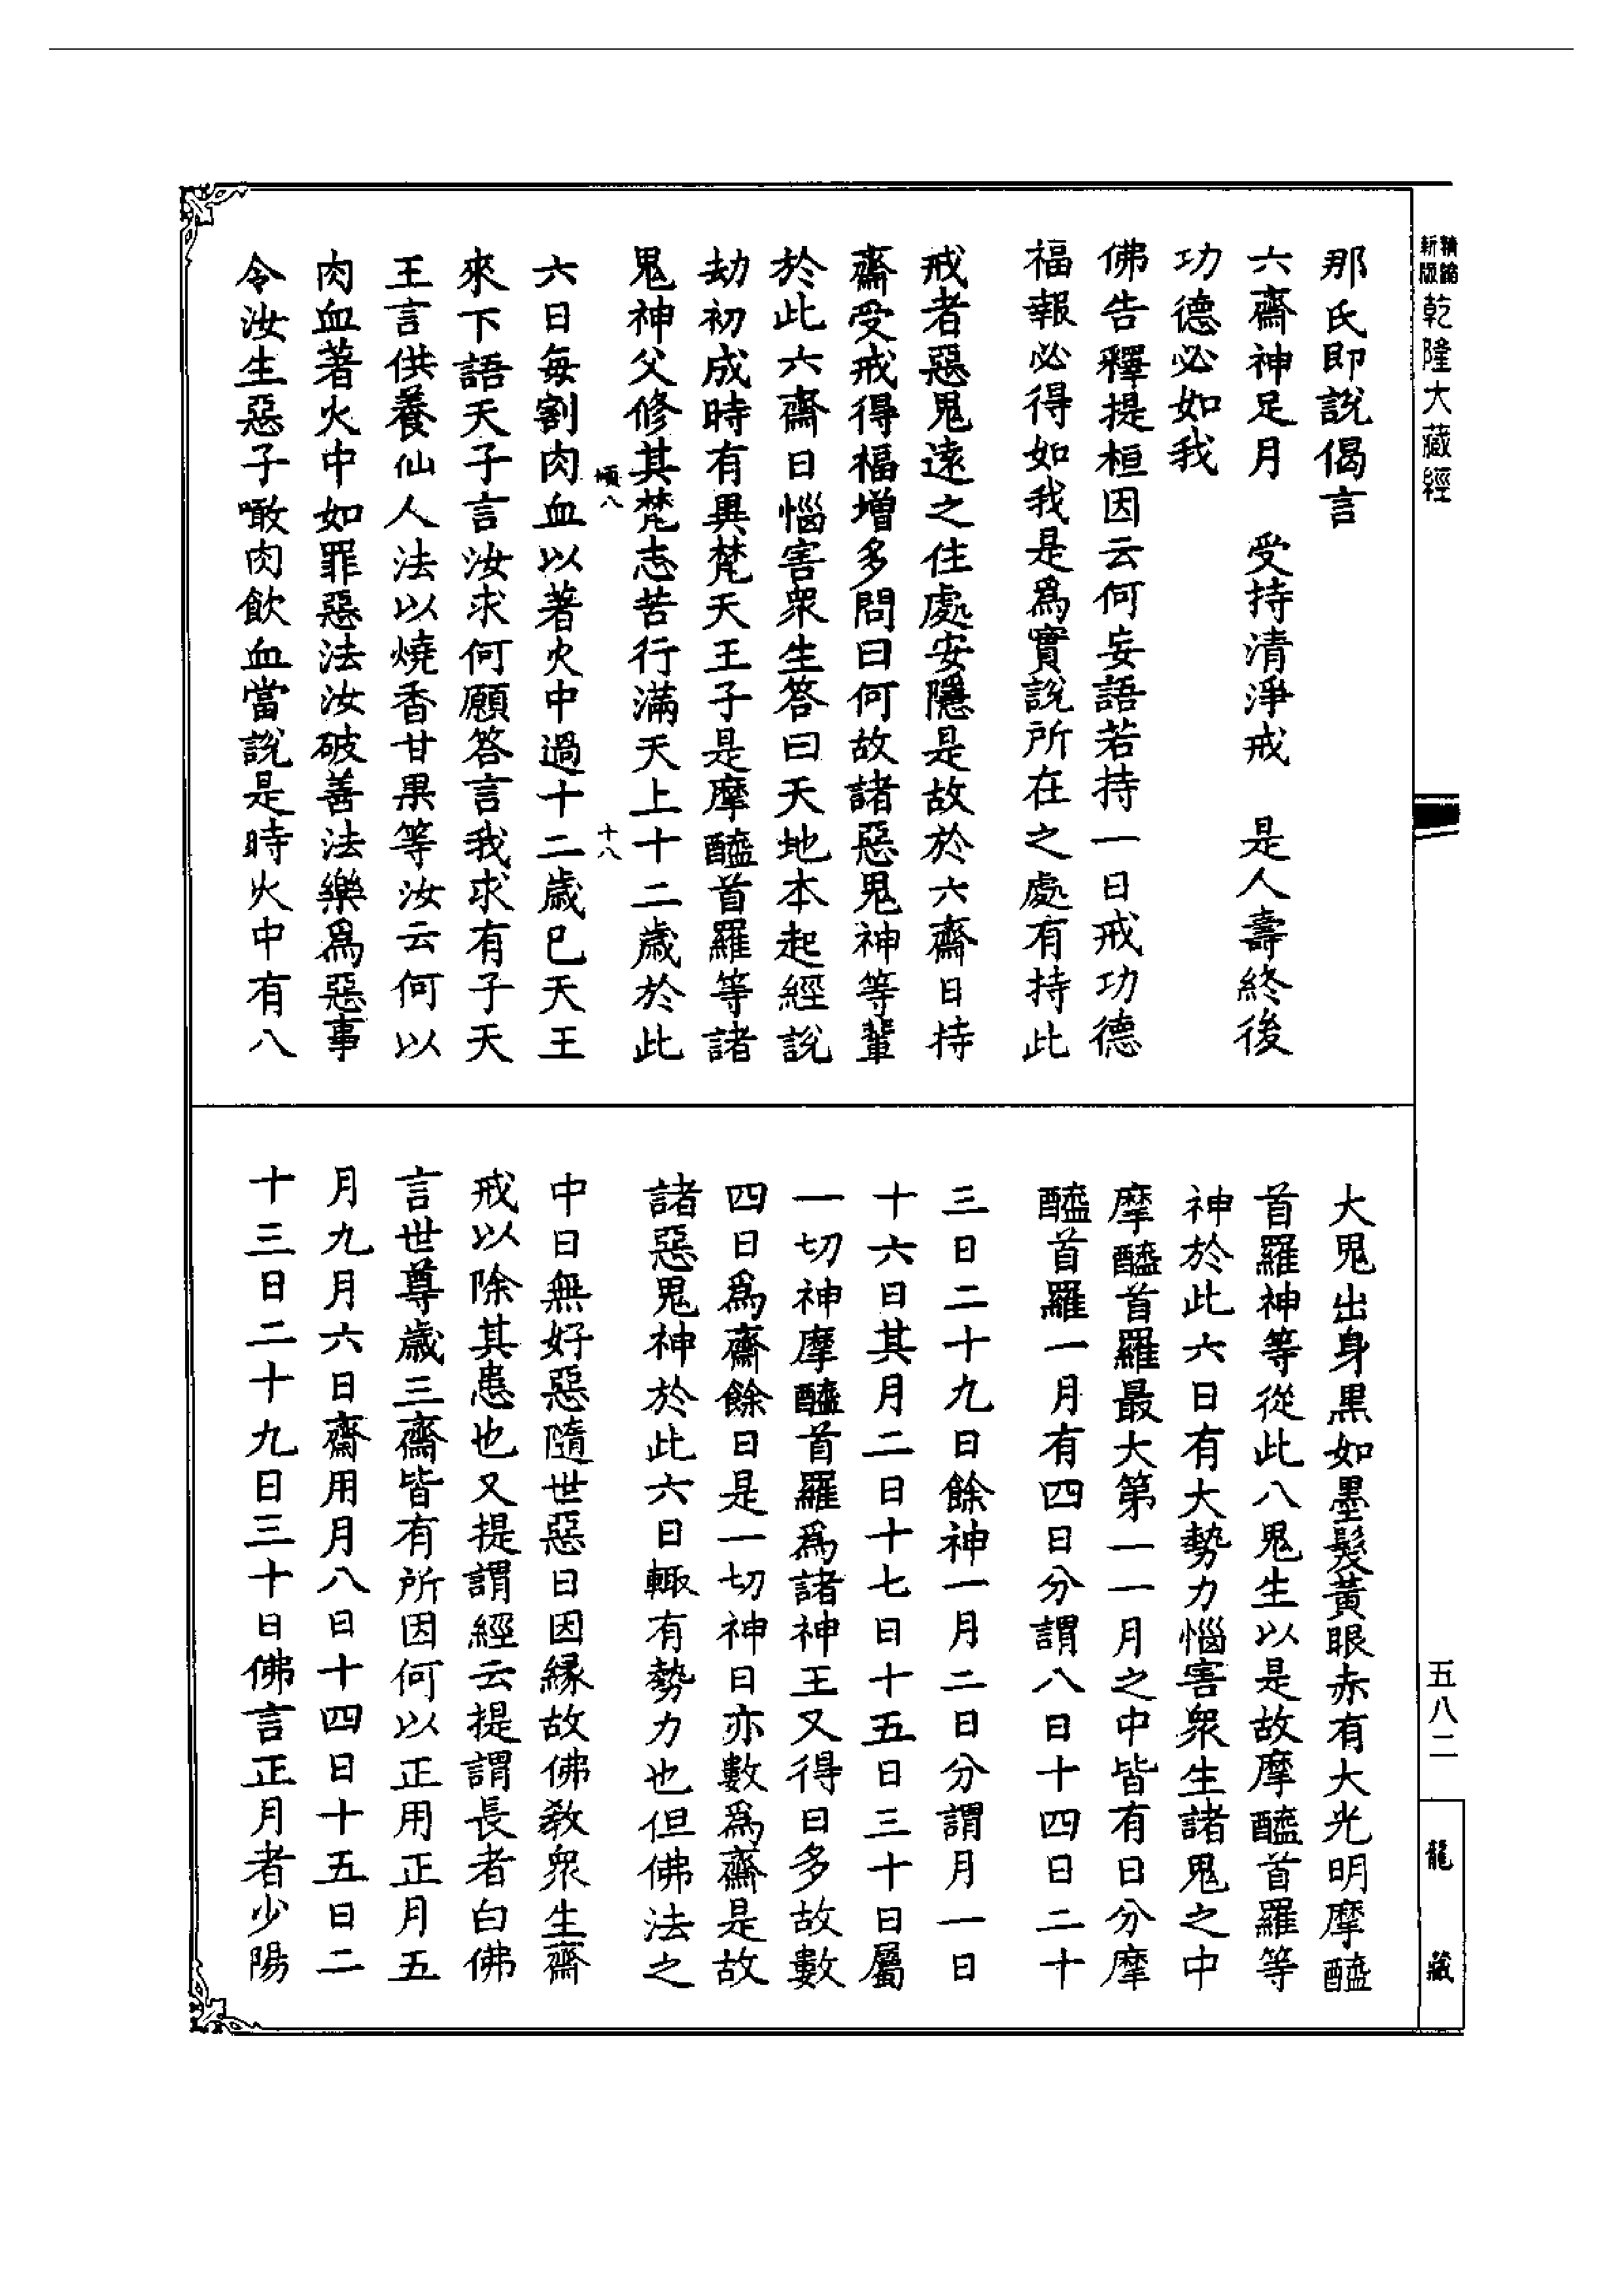 新版
精繪
乾隆大藏經
那氏即說偈言
六齋神足月　受持清淨戒　是人壽終後
功德必如我
佛告釋提桓因云何妄語若持一日戒功德
福報必得如我是爲實說所在之處有持此
戒者惡鬼遠之住處安隱是故於六齋日持
齋受戒得福增多問曰何故諸惡鬼神等輩
於此六齋日惱害衆生答曰天地本起經說
劫初成時有異梵天王子是摩醯首羅等諸
鬼神父修其梵志苦行滿天上十二歲於此
六日每割肉血以著火中過十二歲已天王
來下語天子言汝求何願答言我求有子天
王言供養仙人法以燒香甘果等汝云何以
肉血著火中如罪惡法汝破善法樂爲惡事
令汝生惡子噉肉飲血當說是時火中有八
十八
大鬼出身黑如墨髮黃眼赤有大光明摩醯
首羅神等從此八鬼生以是故摩醯首羅等
神於此六日有大勢力惱害衆生諸鬼之中
摩醯首羅最大第一一月之中皆有日分摩
醯首羅一月有四日分謂八日十四日二十
三日二十九日餘神一月二日分謂月一日
十六日其月二日十七日十五日三十日屬
一切神摩醯首羅爲諸神王又得日多故數
四日爲齋餘日是一切神日亦數爲齋是故
諸惡鬼神於此六日輙有勢力也但佛法之
中日無好惡隨世惡日因緣故佛敎衆生齋
戒以除其患也又提謂經云提謂長者白佛
言世尊歲三齋皆有所因何以正用正月五
月九月六日齋用月八日十四日十五日二
十三日二十九日三十日佛言正月者少陽
五八二
龍藏